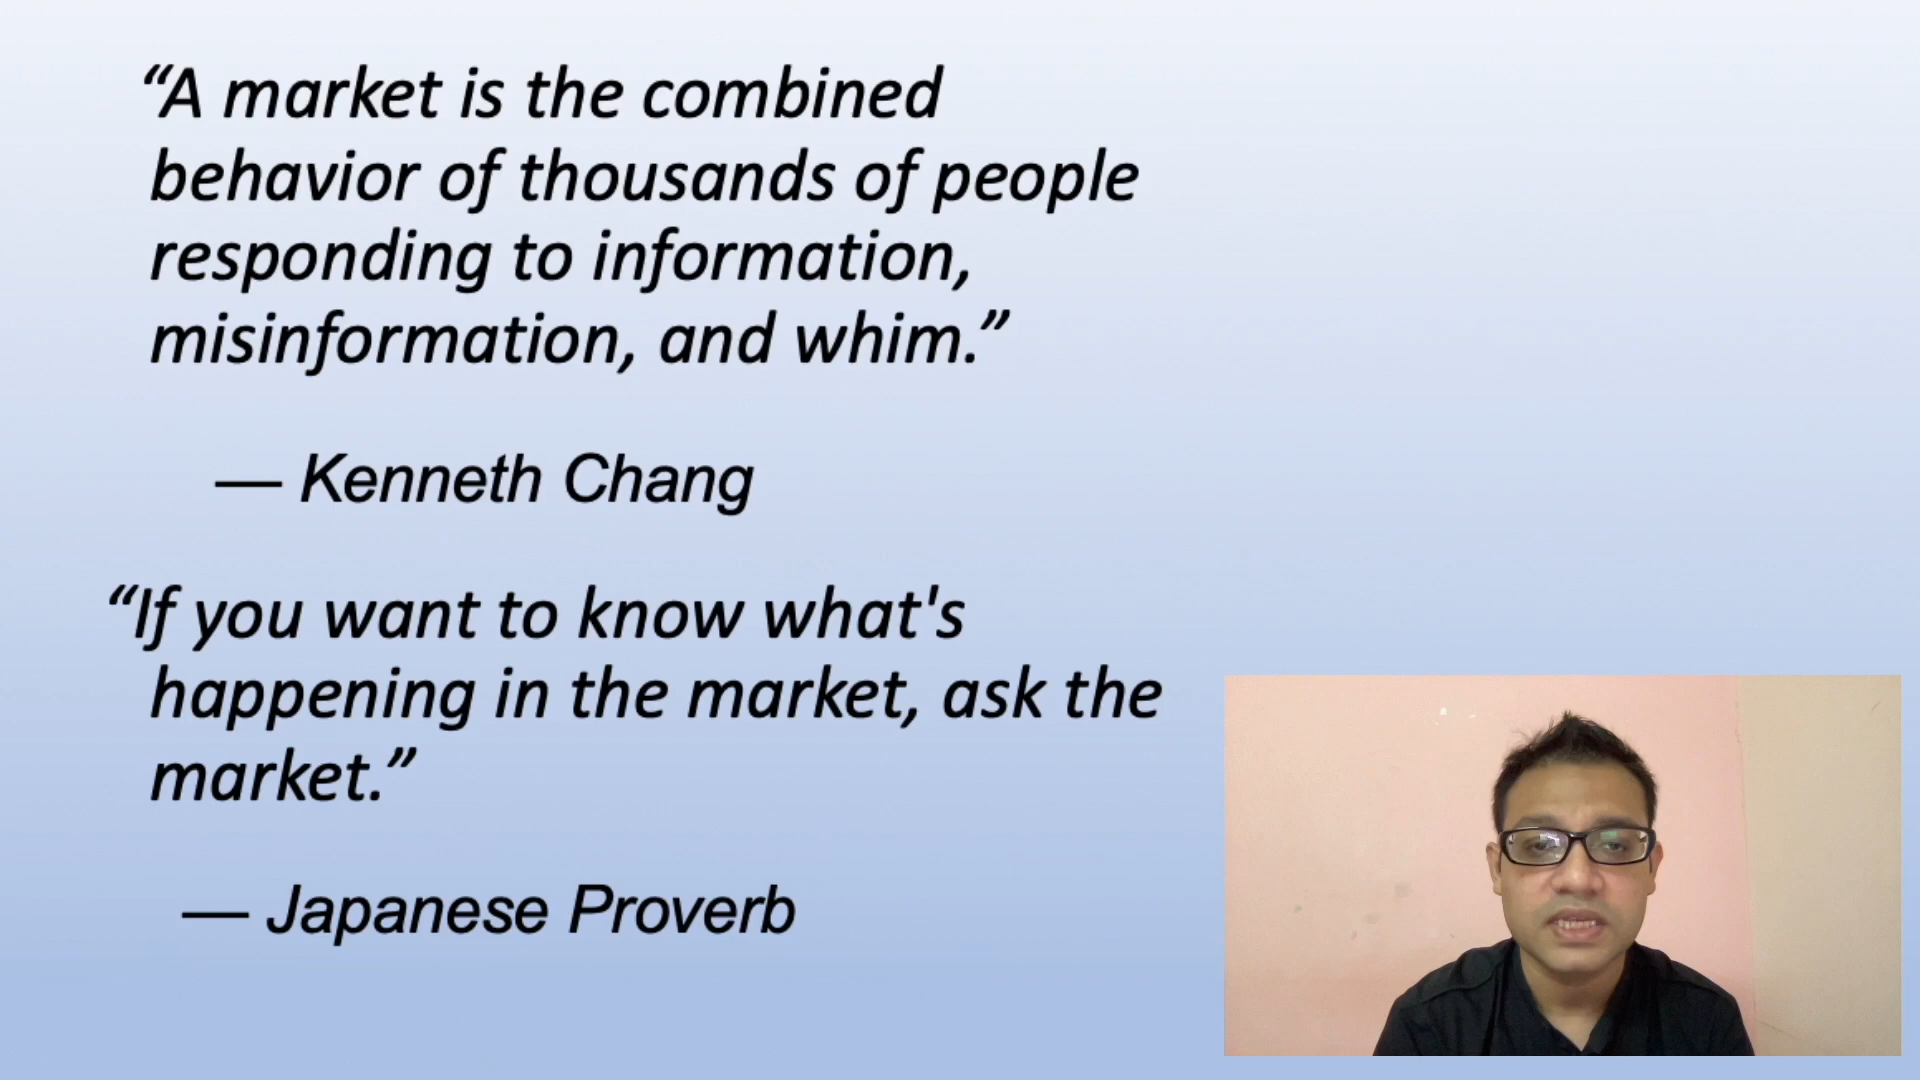 “A market is the combined
behavior of thousands of people
responding to information,
misinformation, and whim.”
— Kenneth Chang
“If you want to know what's
happening in the market, ask the
market.”
— Japanese Proverb